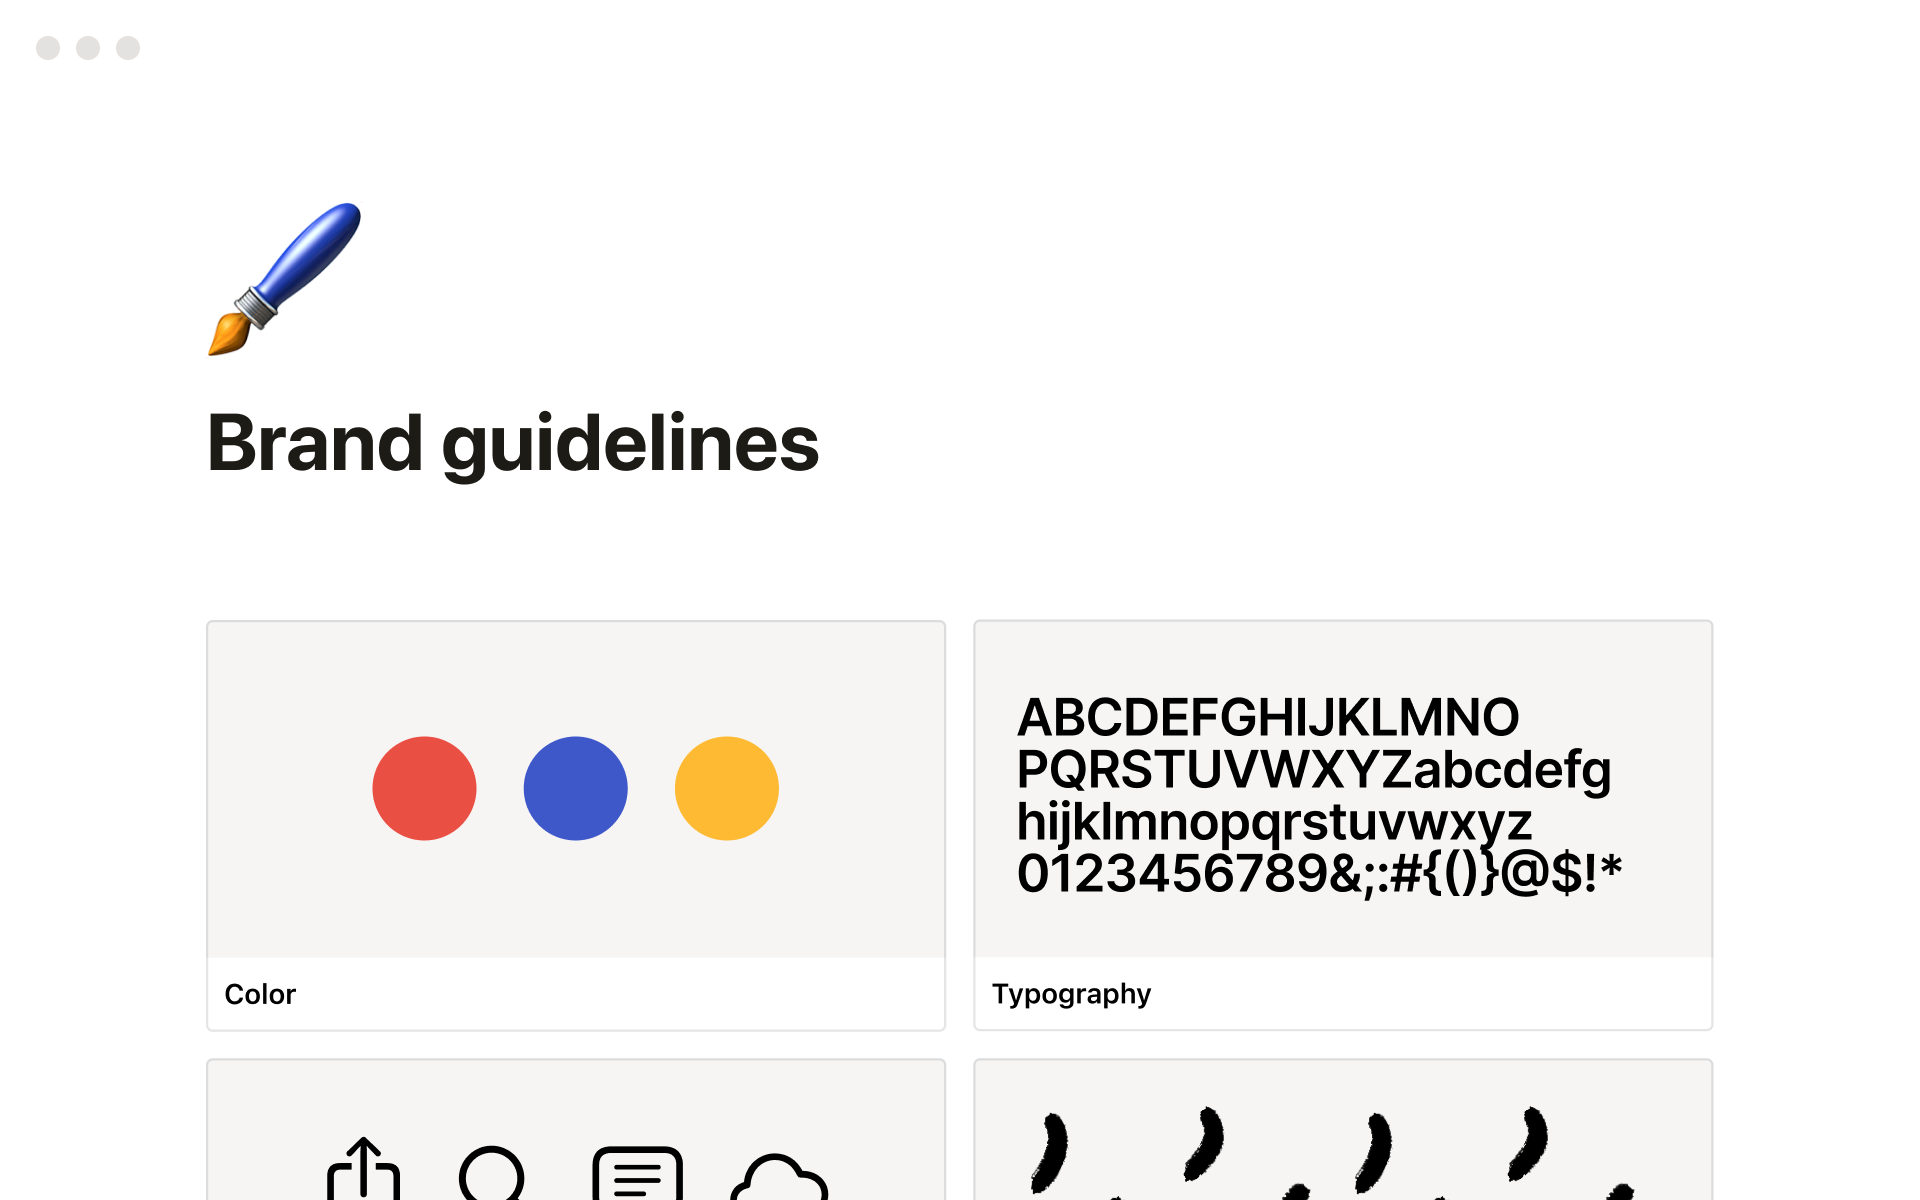 Brand guidelines
Color
ABCDEFGHIJKLMNO
PQRSTUVWXYZabcdefg
hijklmnopqrstuvwxyz
0123456789&;:#{()}@$!*
Typography